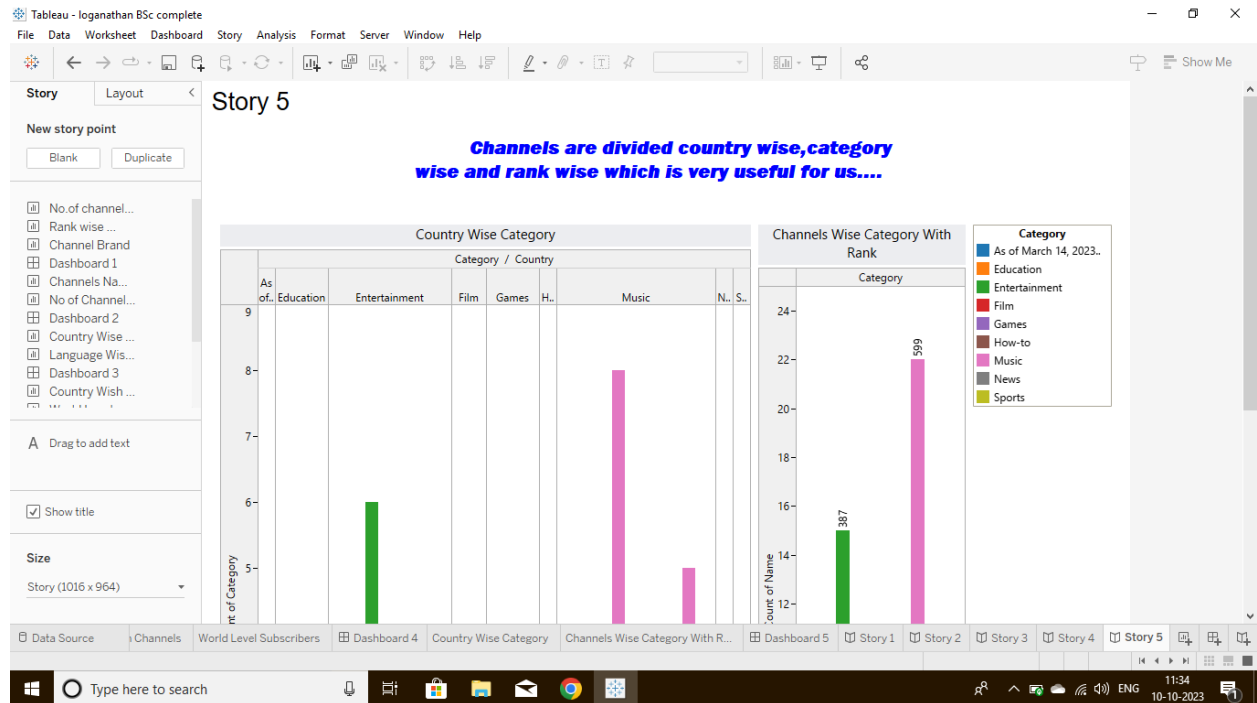 Tableau - loganathan BSc complete
File Data Worksheet Dashboard Story Analysis Format Server Window Help
Show Me
Story Layout
New story point
Blank Duplicate
No.of channel...
Rank wise ...
Channel Brand
Dashboard 1
Channels Na...
No of Channel...
Dashboard 2
Country Wise ...
Language Wis...
Dashboard 3
Country Wish ...
A Drag to add text
Show title
Size
Story (1016 x 964)
Story 5
Channels are divided country wise,category
wise and rank wise which is very useful for us....
Country Wise Category
Category / Country
As
of.. Education Entertainment Film Games H.. Music N.. S..
9
8
7
6
5
nt of Category
Channels Wise Category With
Rank
Category
24
22
20
18
16
14
12
Count of Name
387
599
Category
As of March 14, 2023..
Education
Entertainment
Film
Games
How-to
Music
News
Sports
Data Source Channels World Level Subscribers Dashboard 4 Country Wise Category Channels Wise Category With R... Dashboard 5 Story 1 Story 2 Story 3 Story 4 Story 5
Type here to search
ENG
11:34
10-10-2023
1